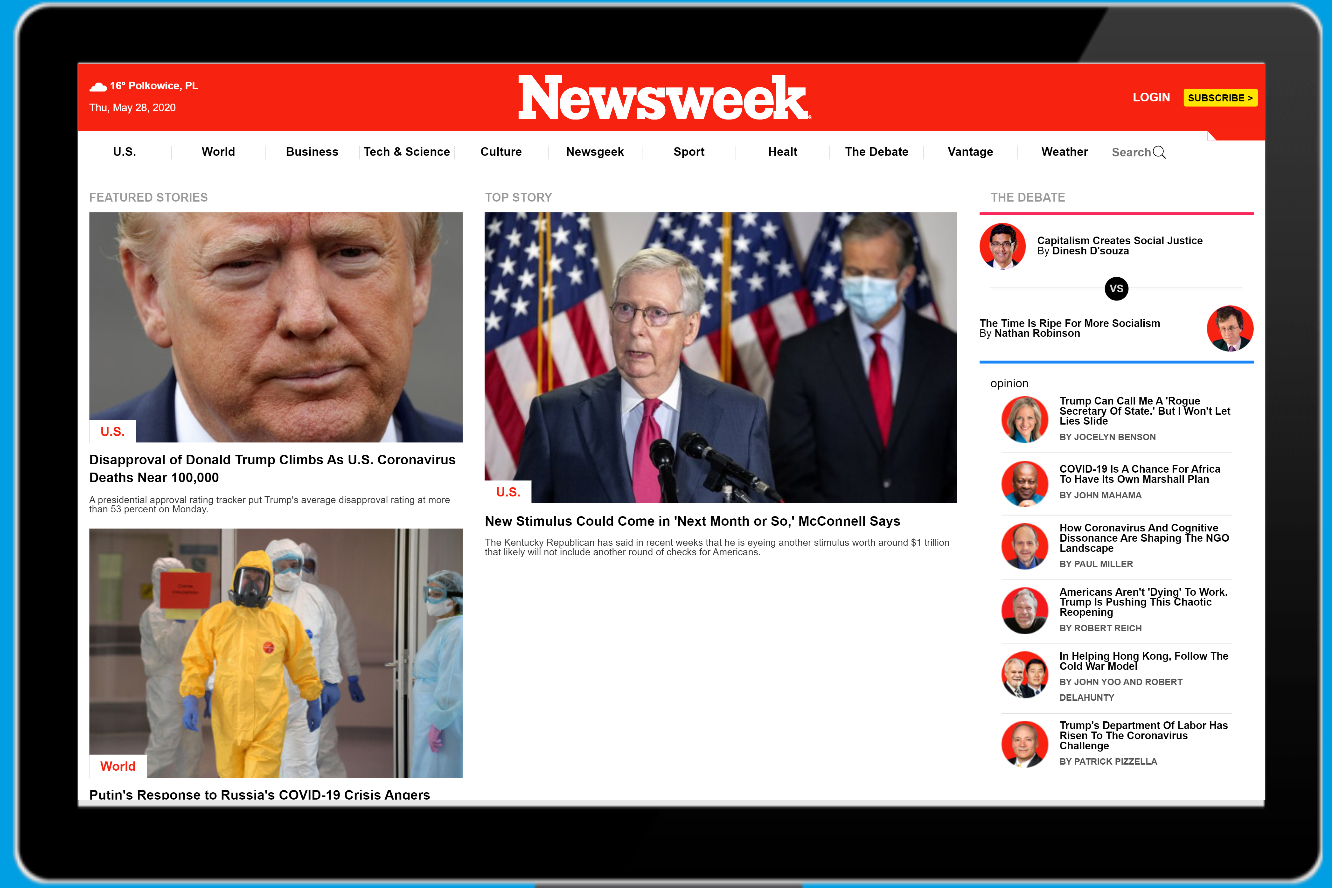 16° Polkowice, PL
Thu, May 28, 2020
Newsweek
LOGIN
SUBSCRIBE >
U.S.
World
Business
Tech & Science
Culture
Newsgeek
Sport
Healt
The Debate
Vantage
Weather
Search
FEATURED STORIES
U.S.
Disapproval of Donald Trump Climbs As U.S. Coronavirus
Deaths Near 100,000
A presidential approval rating tracker put Trump's average disapproval rating at more
than 53 percent on Monday.
World
Putin's Response to Russia's COVID-19 Crisis Angers
TOP STORY
U.S.
New Stimulus Could Come in 'Next Month or So,' McConnell Says
The Kentucky Republican has said in recent weeks that he is eyeing another stimulus worth around $1 trillion
that likely will not include another round of checks for Americans.
THE DEBATE
Capitalism Creates Social Justice
By Dinesh D'souza
VS
The Time Is Ripe For More Socialism
By Nathan Robinson
opinion
Trump Can Call Me A 'Rogue
Secretary Of State.' But I Won't Let
Lies Slide
BY JOCELYN BENSON
COVID-19 Is A Chance For Africa
To Have Its Own Marshall Plan
BY JOHN MAHAMA
How Coronavirus And Cognitive
Dissonance Are Shaping The NGO
Landscape
BY PAUL MILLER
Americans Aren't 'Dying' To Work.
Trump Is Pushing This Chaotic
Reopening
BY ROBERT REICH
In Helping Hong Kong, Follow The
Cold War Model
BY JOHN YOO AND ROBERT
DELAHUNTY
Trump's Department Of Labor Has
Risen To The Coronavirus
Challenge
BY PATRICK PIZZELLA